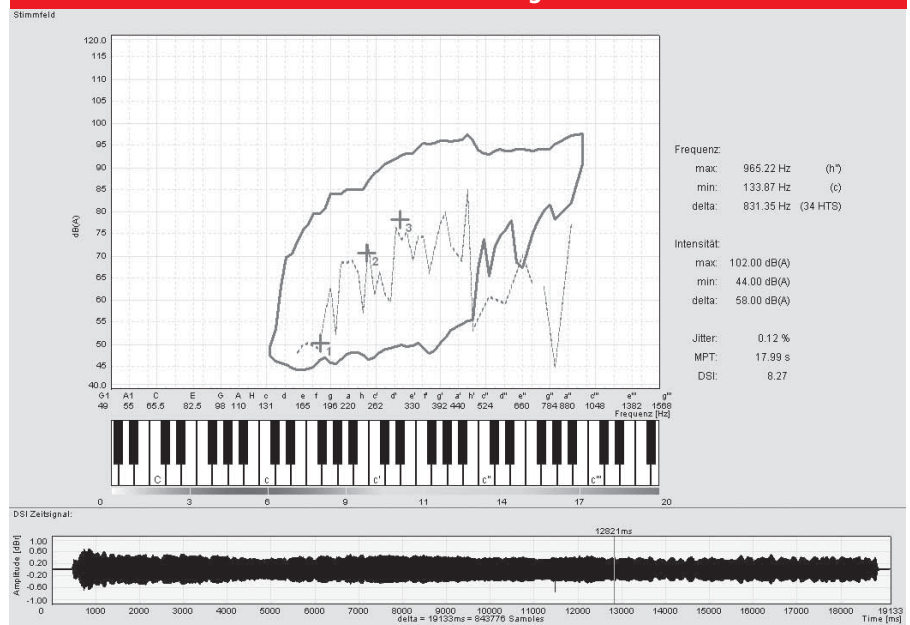 Stimmfeld
120.0
115
110
105
100
95
90
85
80
75
70
65
60
55
50
45
40.0
dB(A)
1
2
3
G1 A1 C E G A H c d e f g a h c' d' e' f' g' a' h' c" d" e" g" a" c"' e"' g"'
49 55 65.5 82.5 98 110 131 165 196 220 262 330 392 440 524 660 784 880 1048 1382 1568
Frequenz [Hz]
Frequenz:
max: 965.22 Hz (h")
min: 133.87 Hz (c)
delta: 831.35 Hz (34 HTS)
Intensität:
max: 102.00 dB(A)
min: 44.00 dB(A)
delta: 58.00 dB(A)
Jitter: 0.12 %
MPT: 17.99 s
DSI: 8.27
C c c' c" c"'
0 3 6 9 11 14 17 20
DSI Zeitsignal:
12821ms
Amplitude [dBr]
1.00
0.60
0.20
-0.20
-0.60
-1.00
0 1000 2000 3000 4000 5000 6000 7000 8000 9000 10000 11000 12000 13000 14000 15000 16000 17000 18000 19133
delta = 19133ms = 843776 Samples
Time [ms]